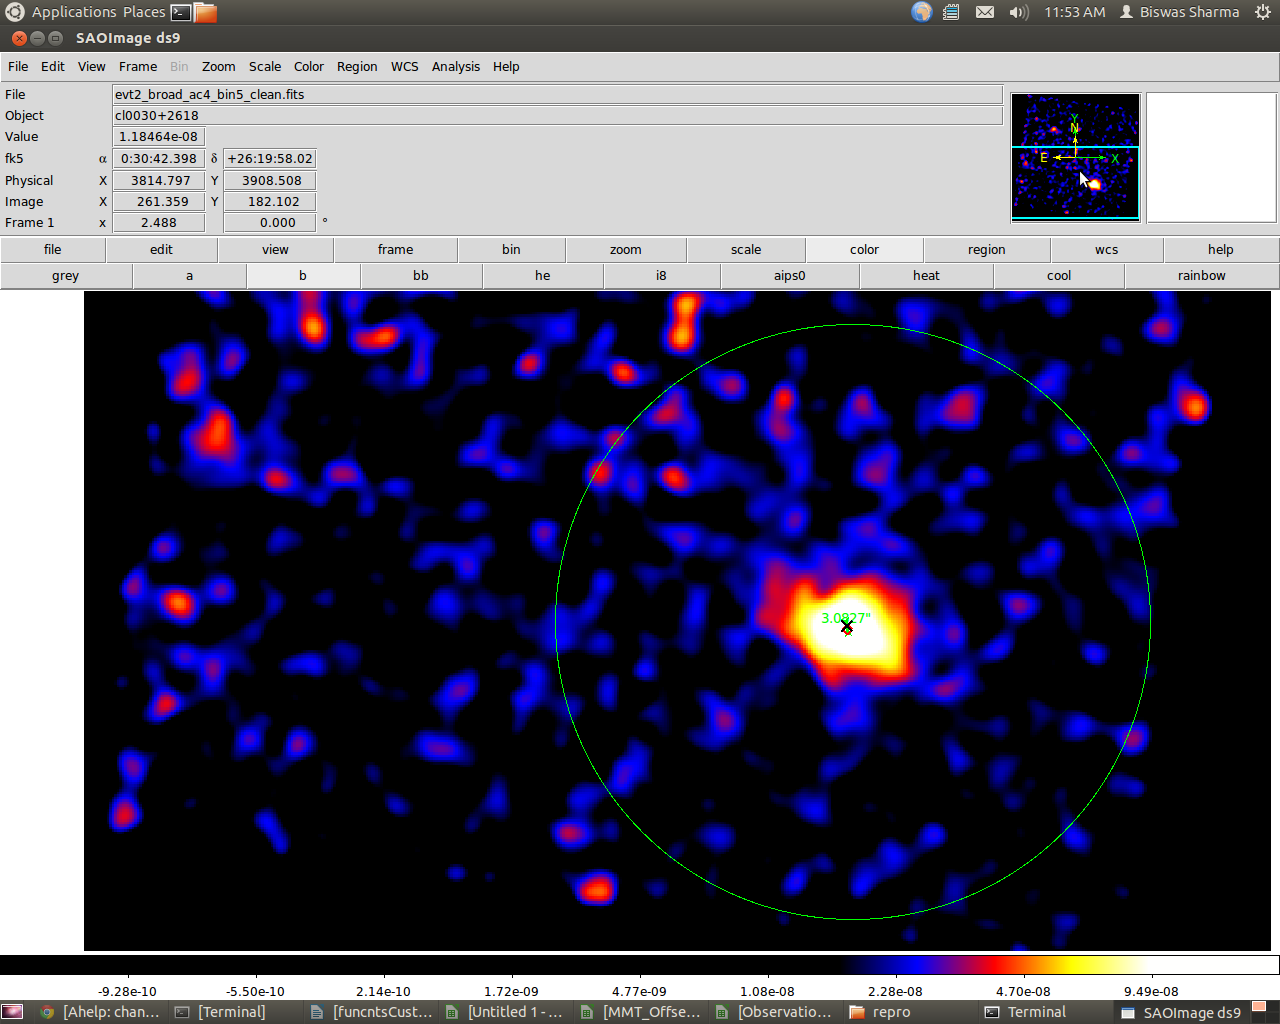 Applications Places
11:53 AM Biswas Sharma
SAOImage ds9
File Edit View Frame Bin Zoom Scale Color Region WCS Analysis Help
File evt2_broad_ac4_bin5_clean.fits
Object cl0030+2618
Value 1.18464e-08
fk5 α 0:30:42.398 δ +26:19:58.02
Physical X 3814.797 Y 3908.508
Image X 261.359 Y 182.102
Frame 1 x 2.488 0.000 °
Y
N
E X
file edit view frame bin zoom scale color region wcs help
grey a b bb he i8 aips0 heat cool rainbow
3.0927"
-9.28e-10 -5.50e-10 2.14e-10 1.72e-09 4.77e-09 1.08e-08 2.28e-08 4.70e-08 9.49e-08
[Ahelp: chan... [Terminal] [FuncntsCust... [Untitled 1 - ... [MMT_Offse... [Observatio... repro Terminal SAOImage ds9